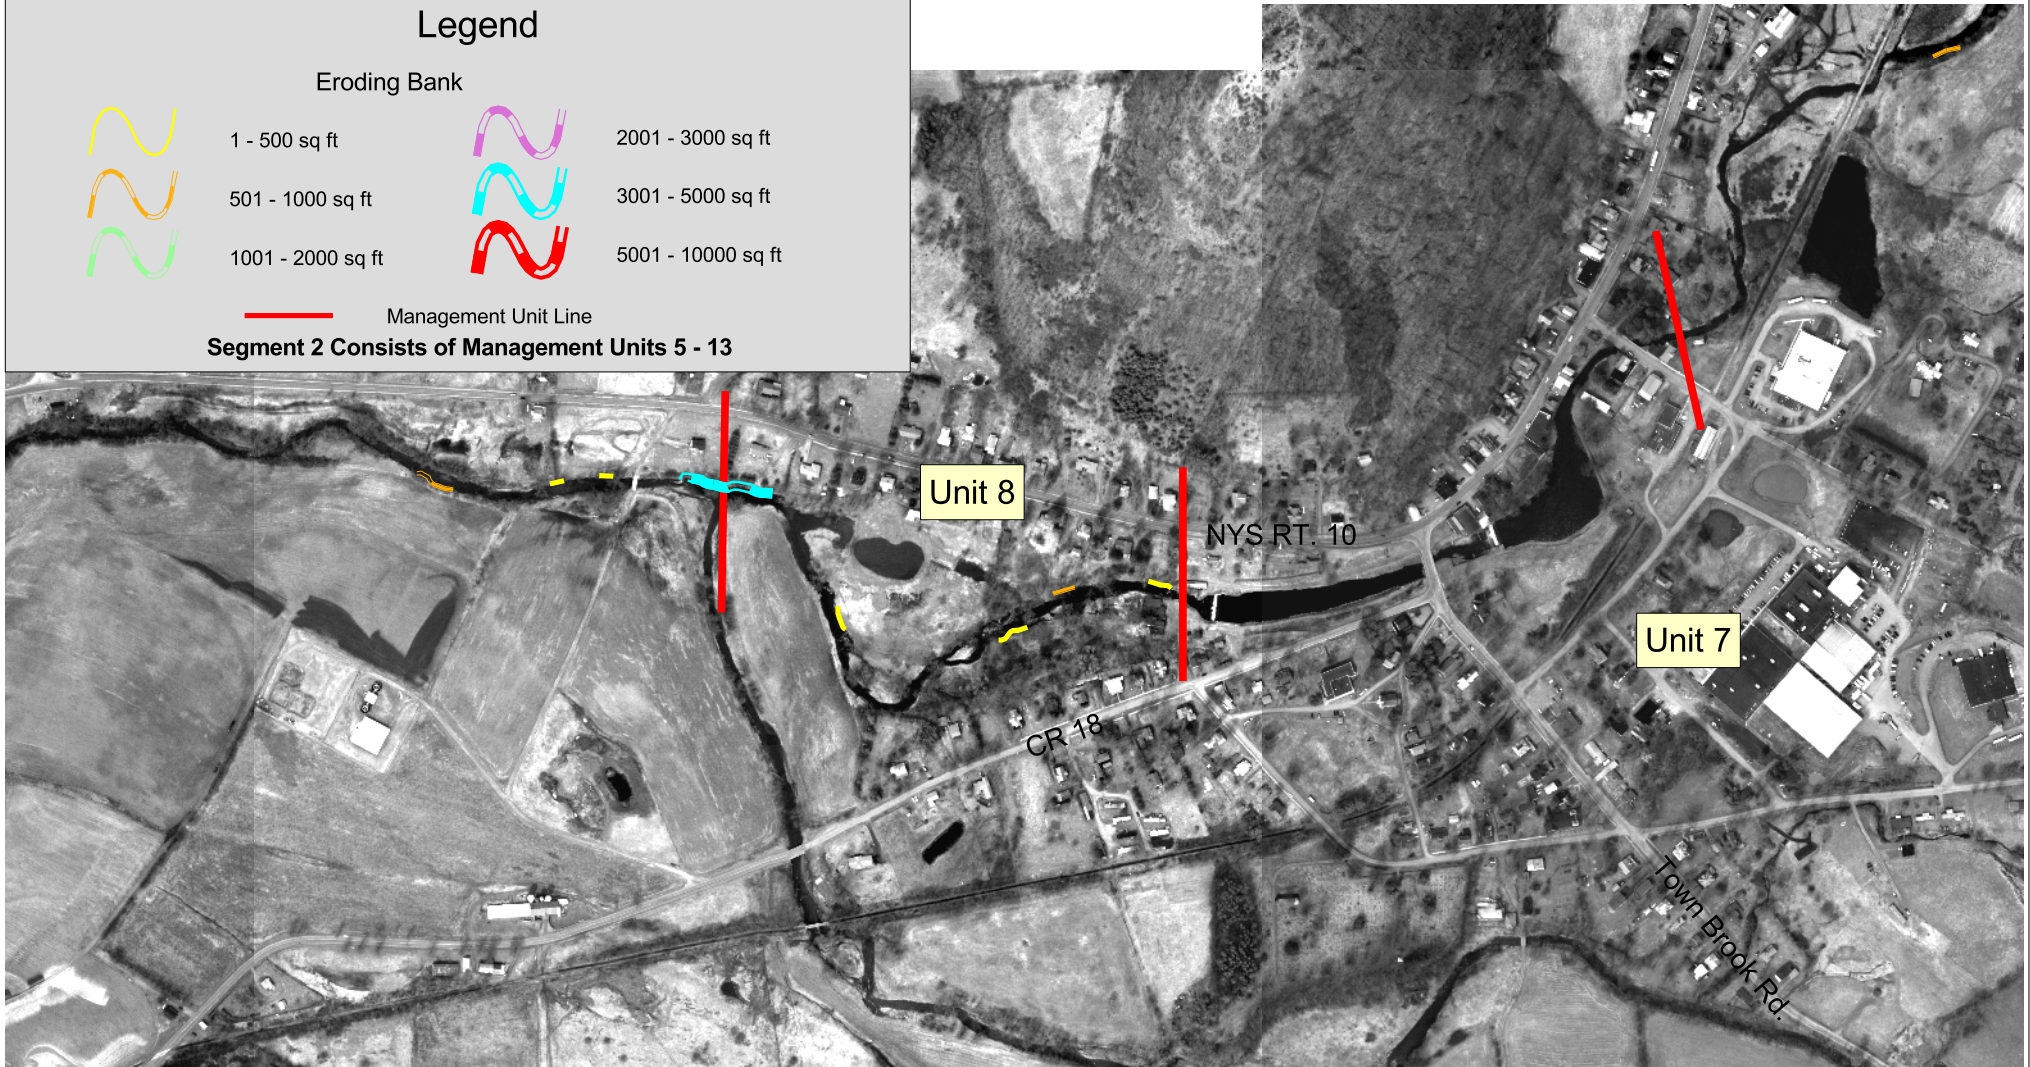 Legend
Eroding Bank
1 - 500 sq ft
2001 - 3000 sq ft
501 - 1000 sq ft
3001 - 5000 sq ft
1001 - 2000 sq ft
5001 - 10000 sq ft
Management Unit Line
Segment 2 Consists of Management Units 5 - 13
Unit 8
NYS RT. 10
Unit 7
CR 18
Town Brook Rd.